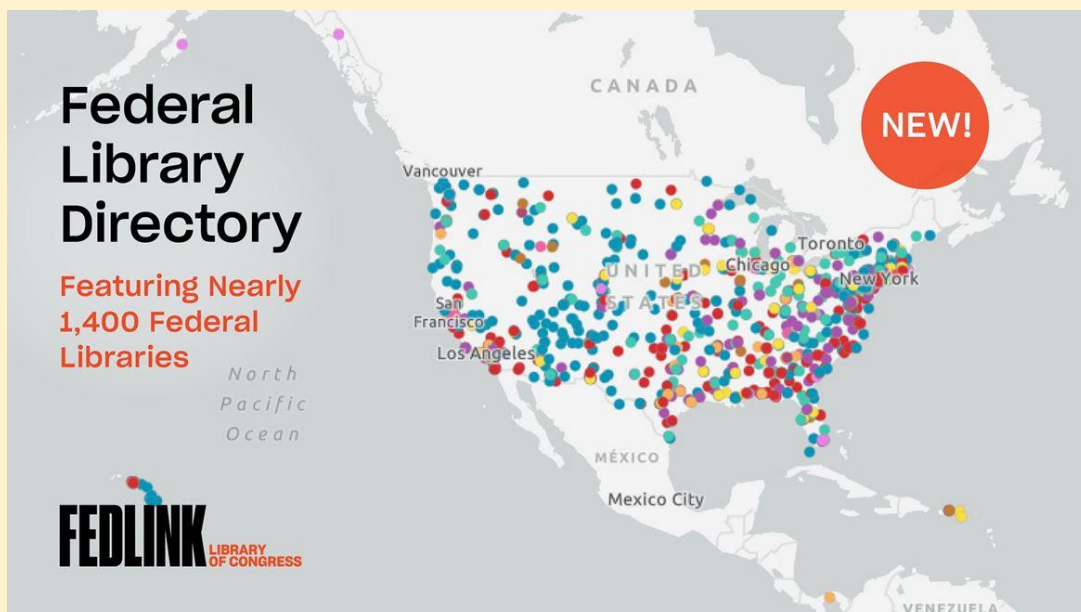 Federal
Library
Directory
Featuring Nearly
1,400 Federal
Libraries
NEW!
CANADA
Vancouver
Toronto
Chicago
New York
UNITED
STATES
San
Francisco
Los Angeles
North
Pacific
Ocean
MÉXICO
Mexico City
VENEZUELA
FEDLINK
LIBRARY
OF CONGRESS